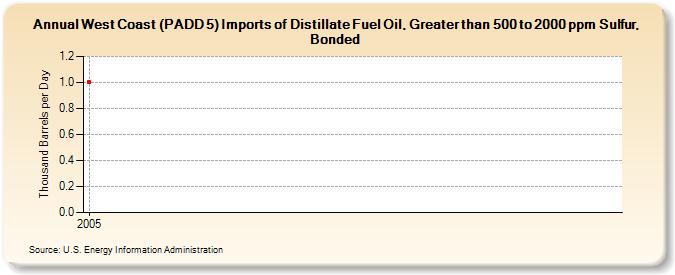 Annual West Coast (PADD 5) Imports of Distillate Fuel Oil, Greater than 500 to 2000 ppm Sulfur,
Bonded
Thousand Barrels per Day
1.2
1.0
0.8
0.6
0.4
0.2
0.0
2005
Source: U.S. Energy Information Administration